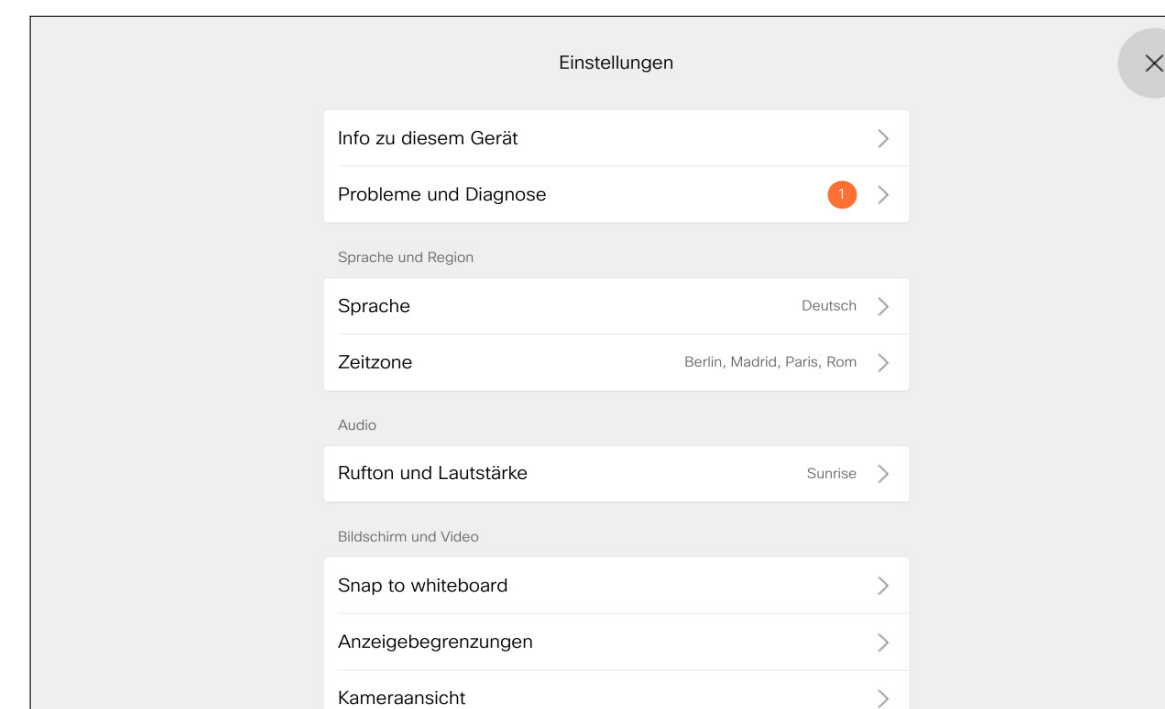 Einstellungen
Info zu diesem Gerät
Probleme und Diagnose 1
Sprache und Region
Sprache Deutsch
Zeitzone Berlin, Madrid, Paris, Rom
Audio
Rufton und Lautstärke Sunrise
Bildschirm und Video
Snap to whiteboard
Anzeigebegrenzungen
Kameraansicht